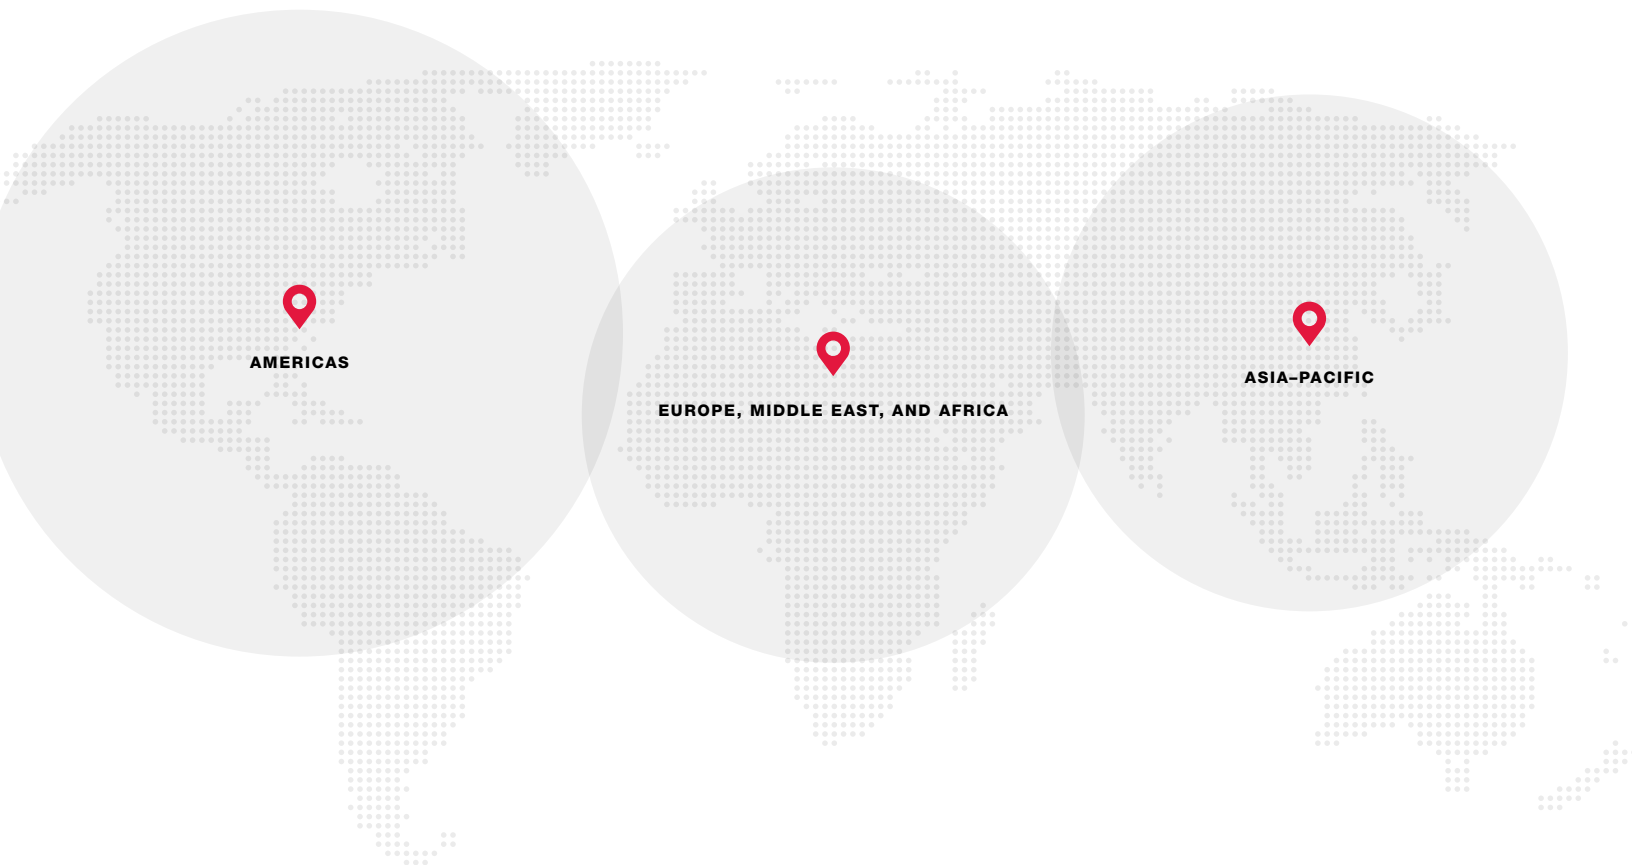 AMERICAS
EUROPE, MIDDLE EAST, AND AFRICA
ASIA–PACIFIC